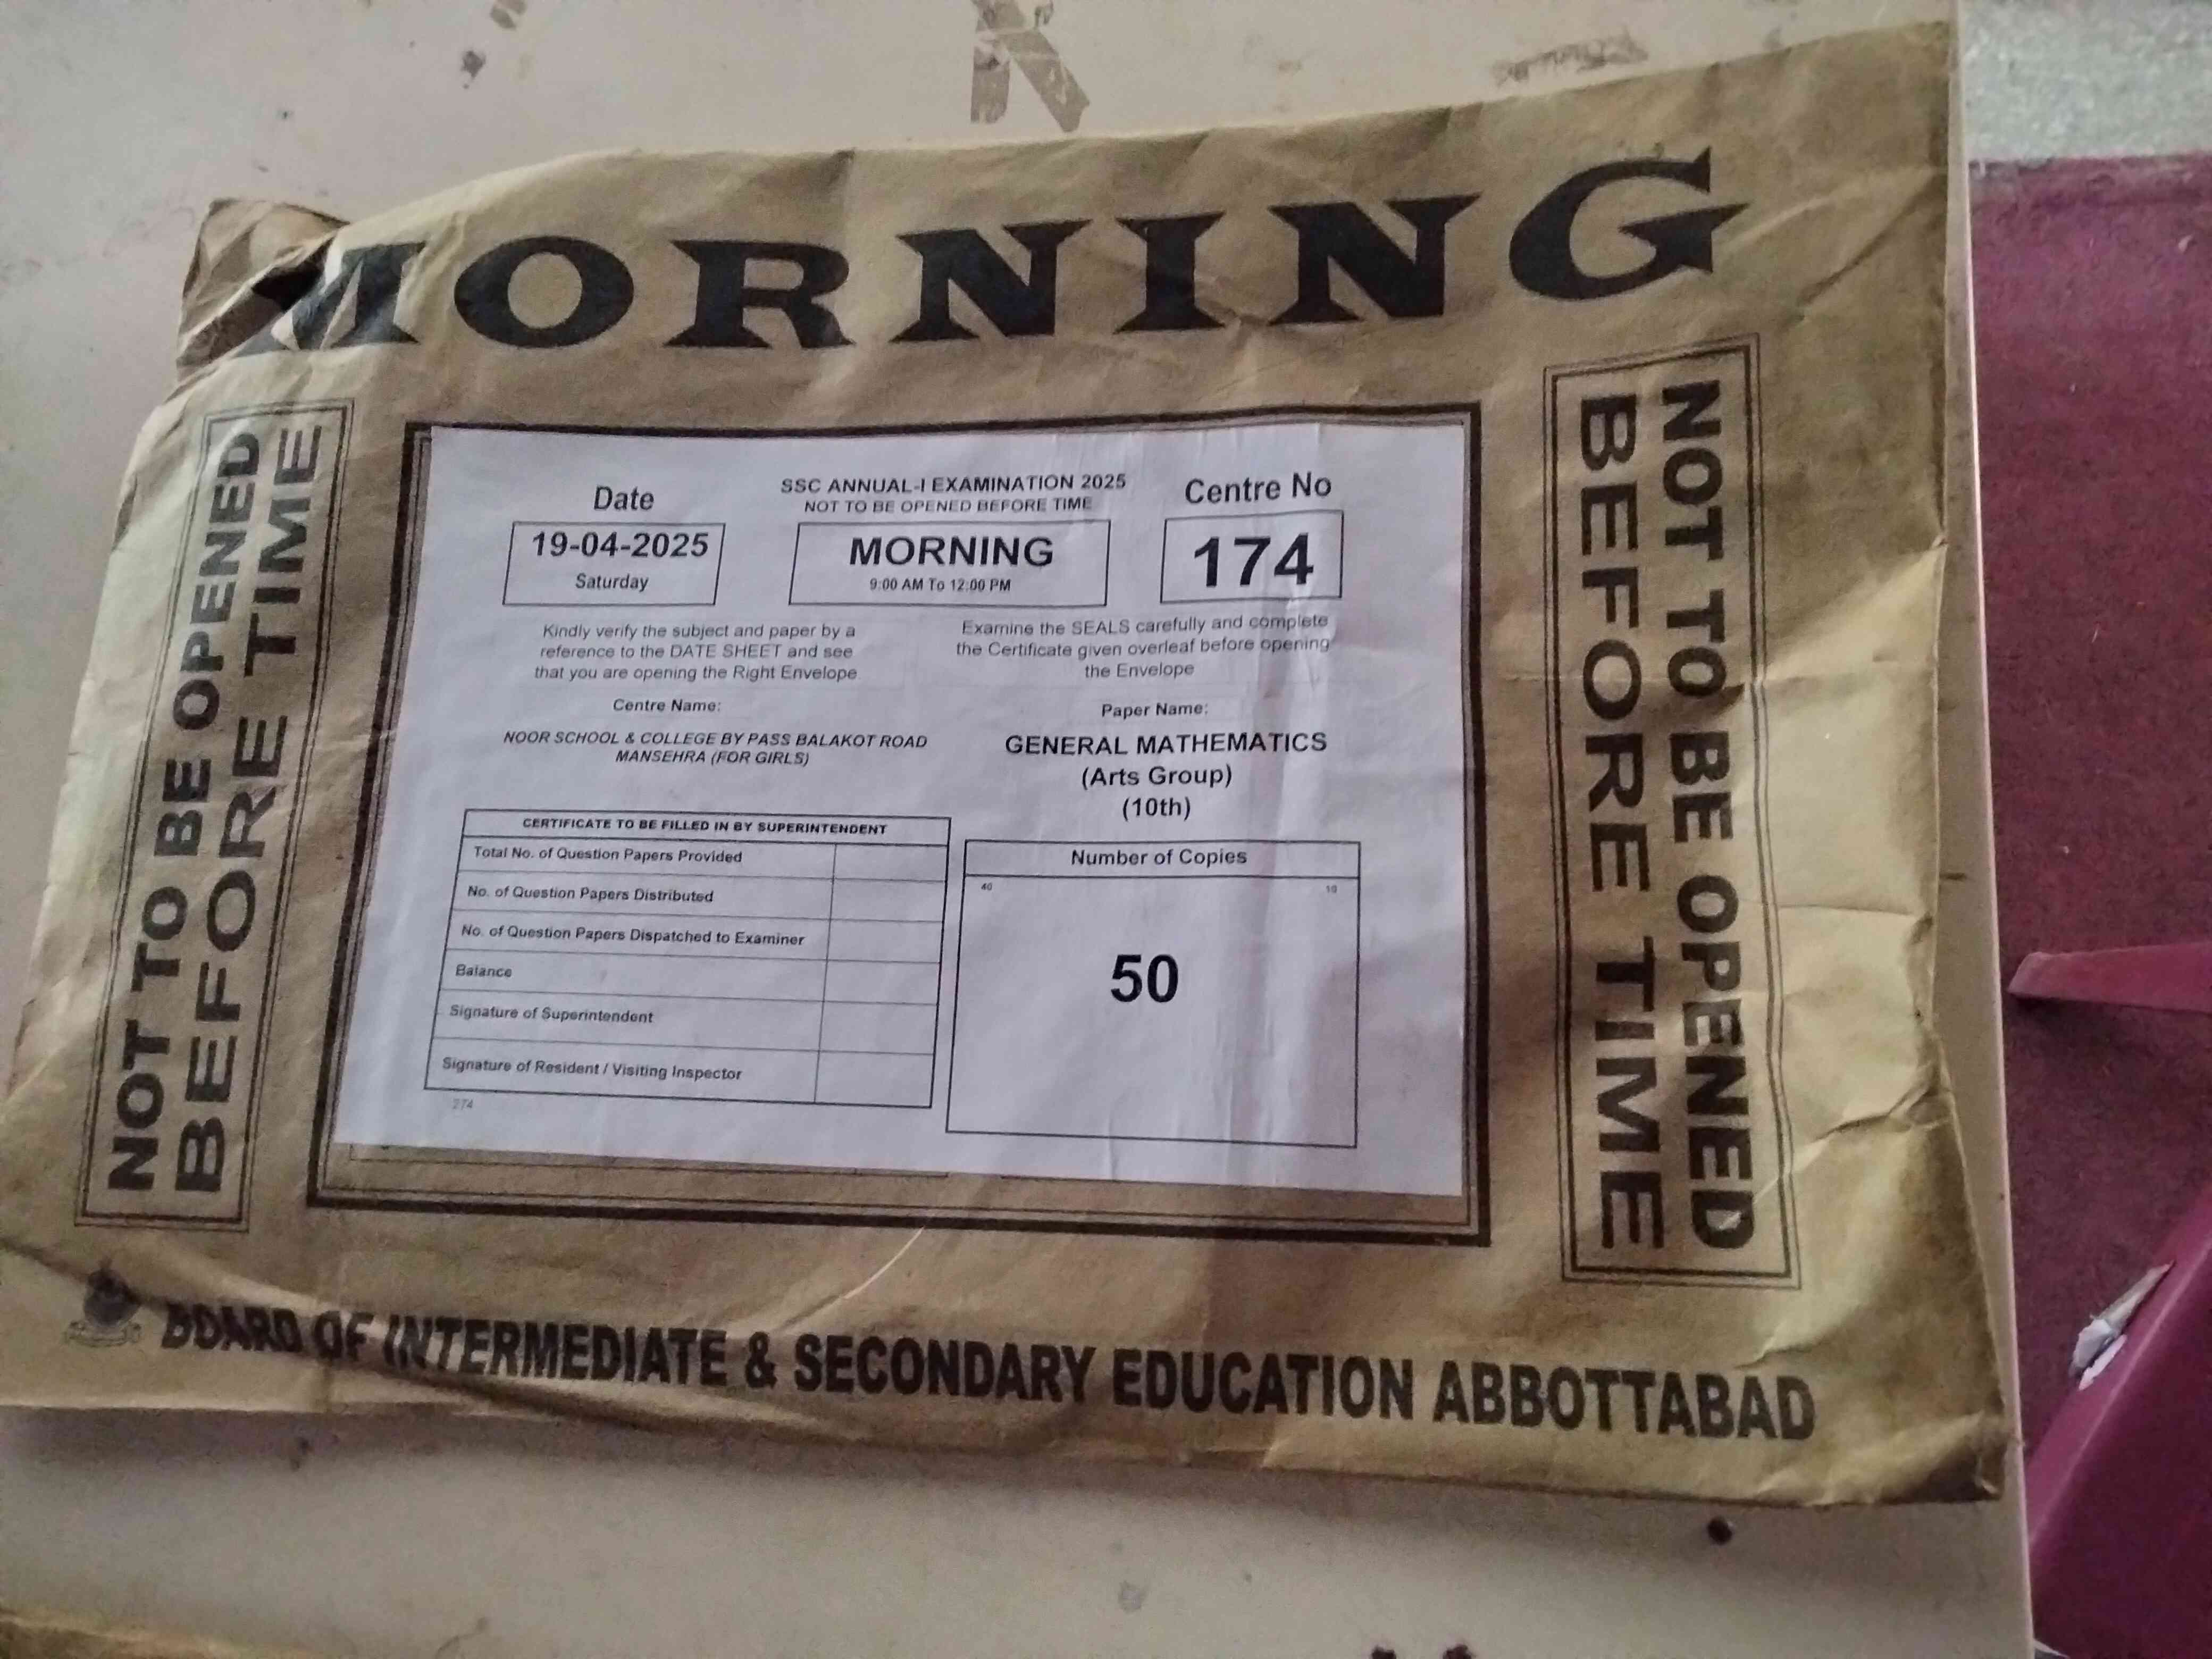 MORNING
NOT TO BE OPENED
BEFORE TIME
Date
19-04-2025
Saturday
SSC ANNUAL-I EXAMINATION 2025
NOT TO BE OPENED BEFORE TIME
MORNING
9:00 AM To 12:00 PM
Centre No
174
Kindly verify the subject and paper by a
reference to the DATE SHEET and see
that you are opening the Right Envelope
Examine the SEALS carefully and complete
the Certificate given overleaf before opening
the Envelope
Centre Name:
NOOR SCHOOL & COLLEGE BY PASS BALAKOT ROAD
MANSEHRA (FOR GIRLS)
Paper Name:
GENERAL MATHEMATICS
(Arts Group)
(10th)
CERTIFICATE TO BE FILLED IN BY SUPERINTENDENT
Total No. of Question Papers Provided
No. of Question Papers Distributed
No. of Question Papers Dispatched to Examiner
Balance
Signature of Superintendent
Signature of Resident / Visiting Inspector
274
Number of Copies
40 10
50
NOT TO BE OPENED
BEFORE TIME
BOARD OF INTERMEDIATE & SECONDARY EDUCATION ABBOTTABAD